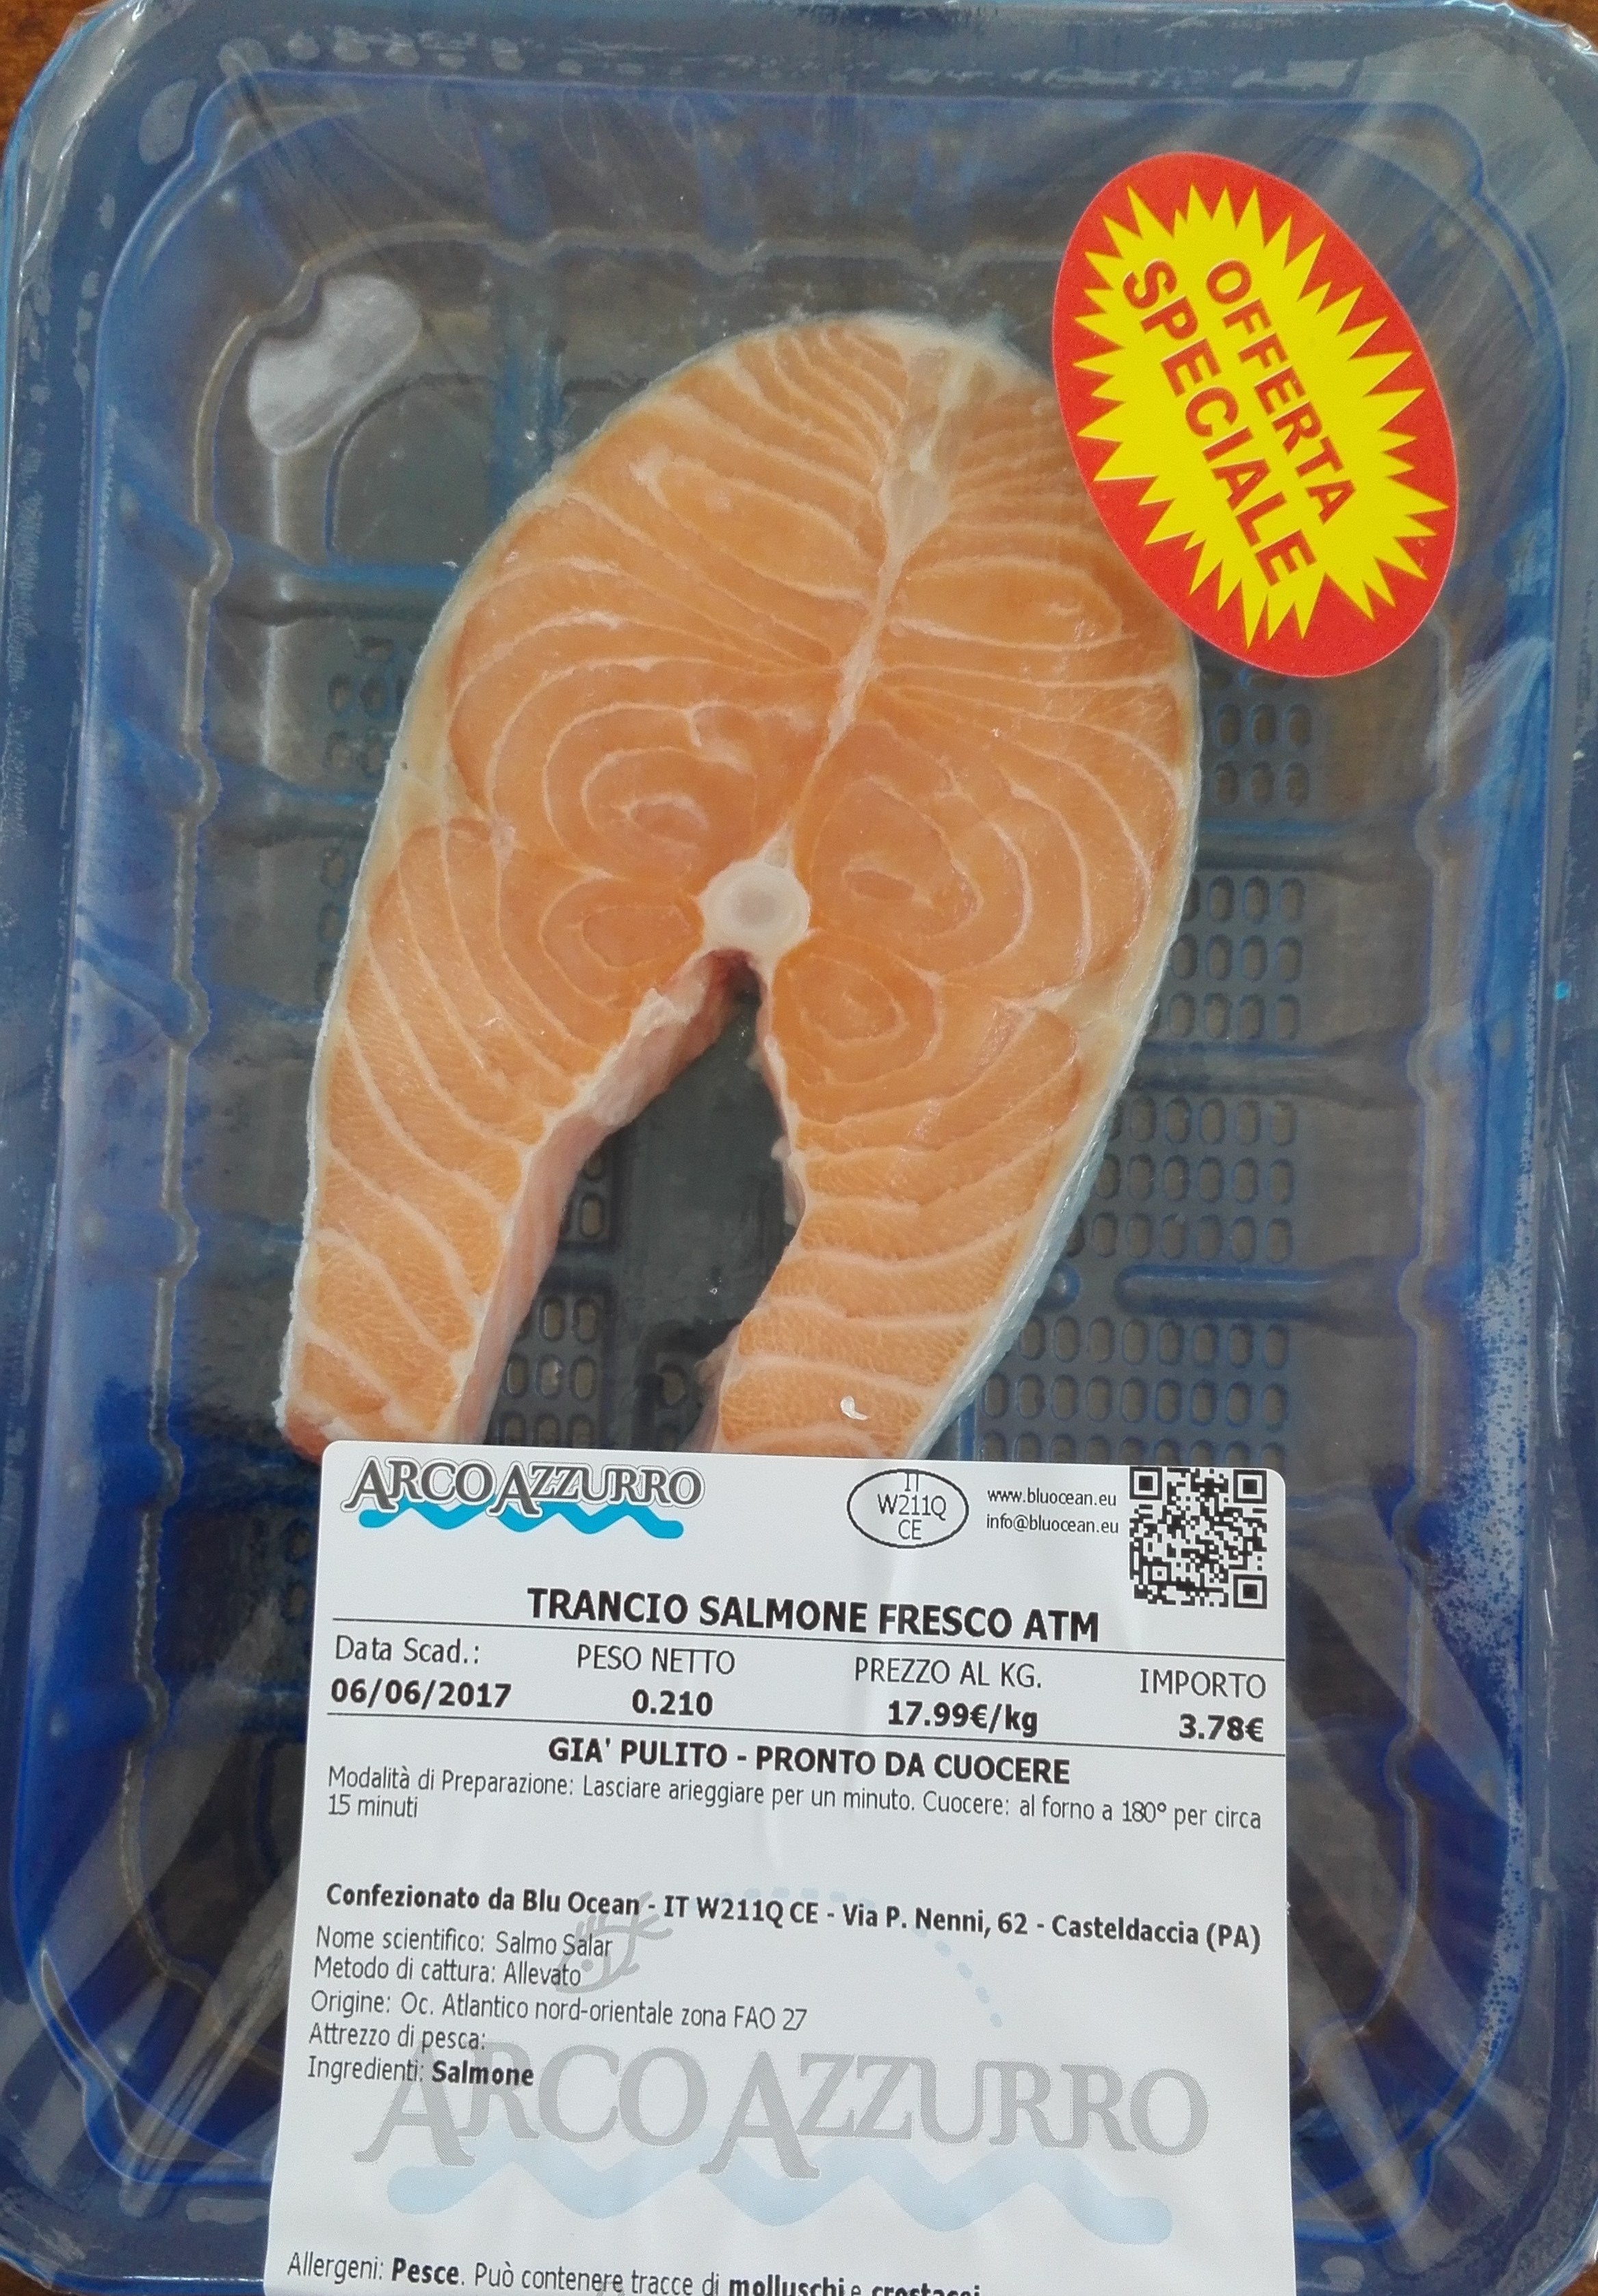 OFFERTA
SPECIALE
ARCO AZZURRO
IT
W211Q
CE
www.bluocean.eu
info@bluocean.eu
TRANCIO SALMONE FRESCO ATM
Data Scad.: PESO NETTO PREZZO AL KG. IMPORTO
06/06/2017 0.210 17.99€/kg 3.78€
GIA' PULITO - PRONTO DA CUOCERE
Modalità di Preparazione: Lasciare arieggiare per un minuto. Cuocere: al forno a 180° per circa
15 minuti
Confezionato da Blu Ocean - IT W211Q CE - Via P. Nenni, 62 - Casteldaccia (PA)
Nome scientifico: Salmo Salar
Metodo di cattura: Allevato
Origine: Oc. Atlantico nord-orientale zona FAO 27
Attrezzo di pesca:
Ingredienti: Salmone
ARCO AZZURRO
Allergeni: Pesce. Può contenere tracce di molluschi e crostacei